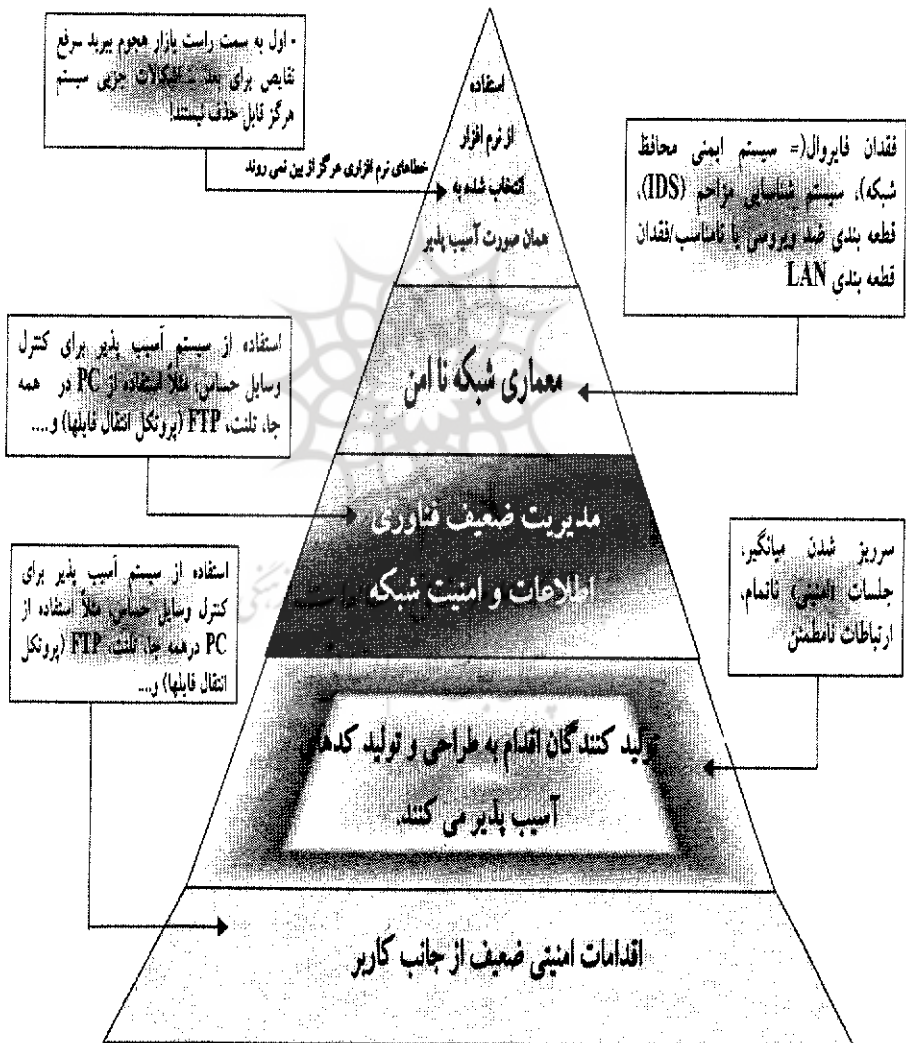 - اول به سمت راست بازار هجوم ببرید سرفع
نقایص برای بعد - اشکالات جزیی سیستم
هرگز قابل حذف نیستند!
خطاهای نرم افزاری هرگز از بین نمی روند
استفاده
از نرم افزار
انتخاب شده به
همان صورت آسیب پذیر
فقدان فایروال(= سیستم ایمنی محافظ
شبکه)، سیستم شناسایی مزاحم (IDS)،
قطعه بندی ضد ویروسی یا نامناسب/فقدان
قطعه بندی LAN
معماری شبکه نا امن
استفاده از سیستم آسیب پذیر برای کنترل
وسایل حساس، مثلاً استفاده از PC در همه
جا، تلنت، FTP (پروتکل انتقال فایلها) و....
مدیریت ضعیف فناوری
اطلاعات و امنیت شبکه
سرریز شدن میانگیر،
جلسات (امنیتی) ناتمام،
ارتباطات نامطمئن
استفاده از سیستم آسیب پذیر برای
کنترل وسایل حساس، مثلاً استفاده از
PC درهمه جا، تلنت، FTP (پروتکل
انتقال فایلها) و....
تولید کنندگان اقدام به طراحی و تولید کدهای
آسیب پذیر می کنند.
اقدامات امنیتی ضعیف از جانب کاربر